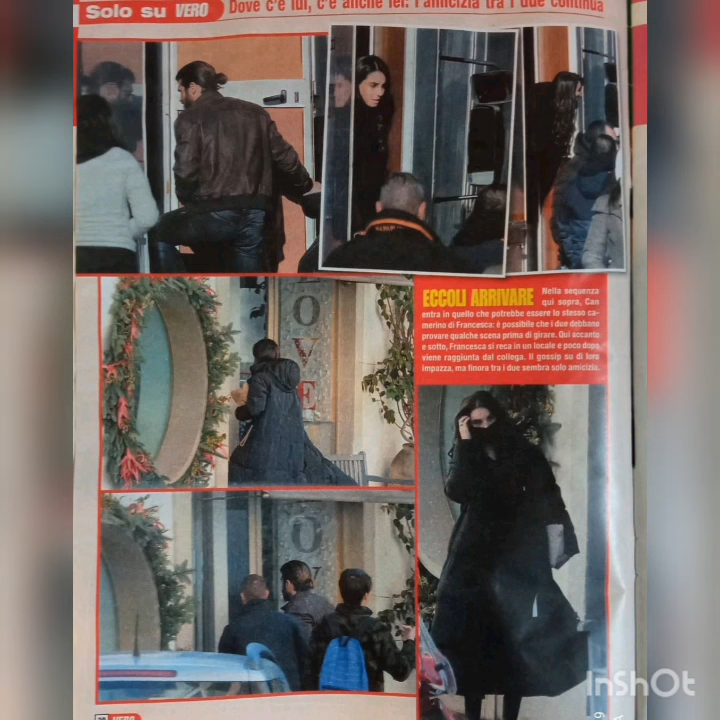 Solo su VERO
Dove c'è lui, c'è anche lei: l'amicizia tra i due continua
LOVE
ECCOLI ARRIVARE Nella sequenza
qui sopra, Can
entra in quello che potrebbe essere lo stesso ca-
merino di Francesca: è possibile che i due debbano
provare qualche scena prima di girare. Qui accanto
e sotto, Francesca si reca in un locale e poco dopo
viene raggiunta dal collega. Il gossip su di loro
impazza, ma finora tra i due sembra solo amicizia.
OV
VERO
InShOt